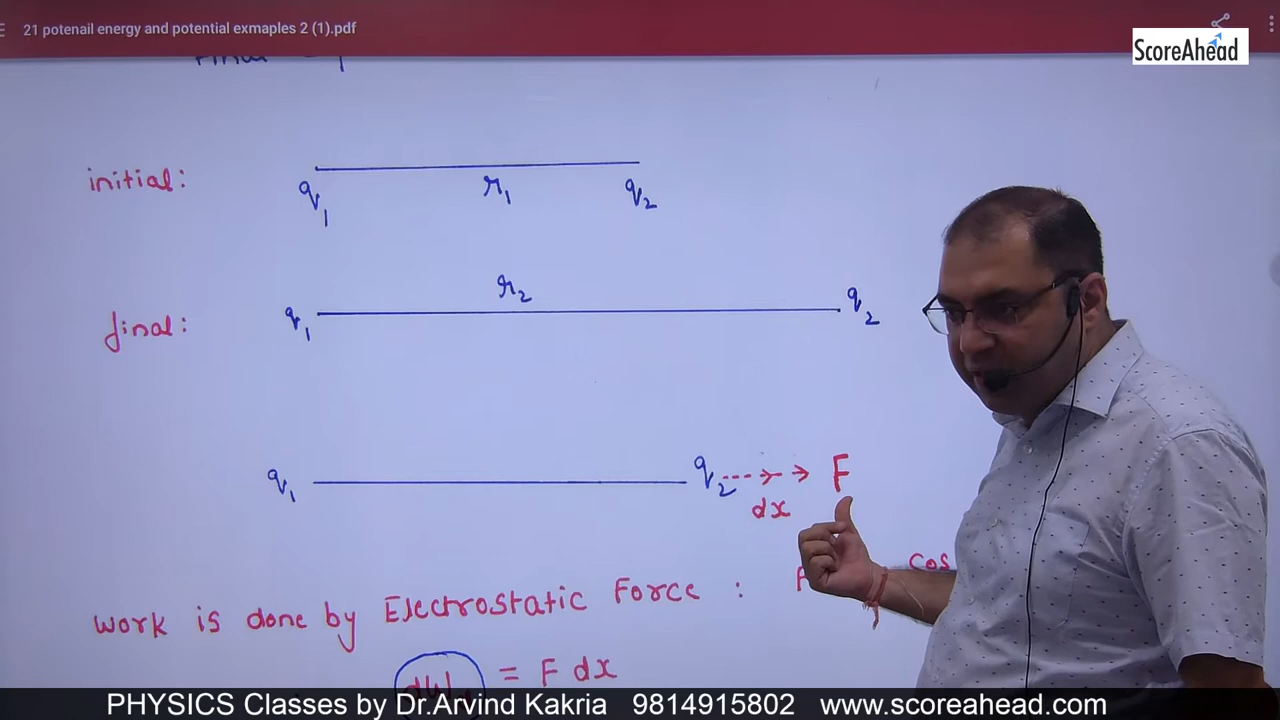 21 potenail energy and potential exmaples 2 (1).pdf
ScoreAhead
initial:
q₁ r₁ q₂
final:
q₁ r₂ q₂
q₁ q₂ F
dx
work is done by Electrostatic Force : cos
= F dx
PHYSICS Classes by Dr.Arvind Kakria 9814915802 www.scoreahead.com